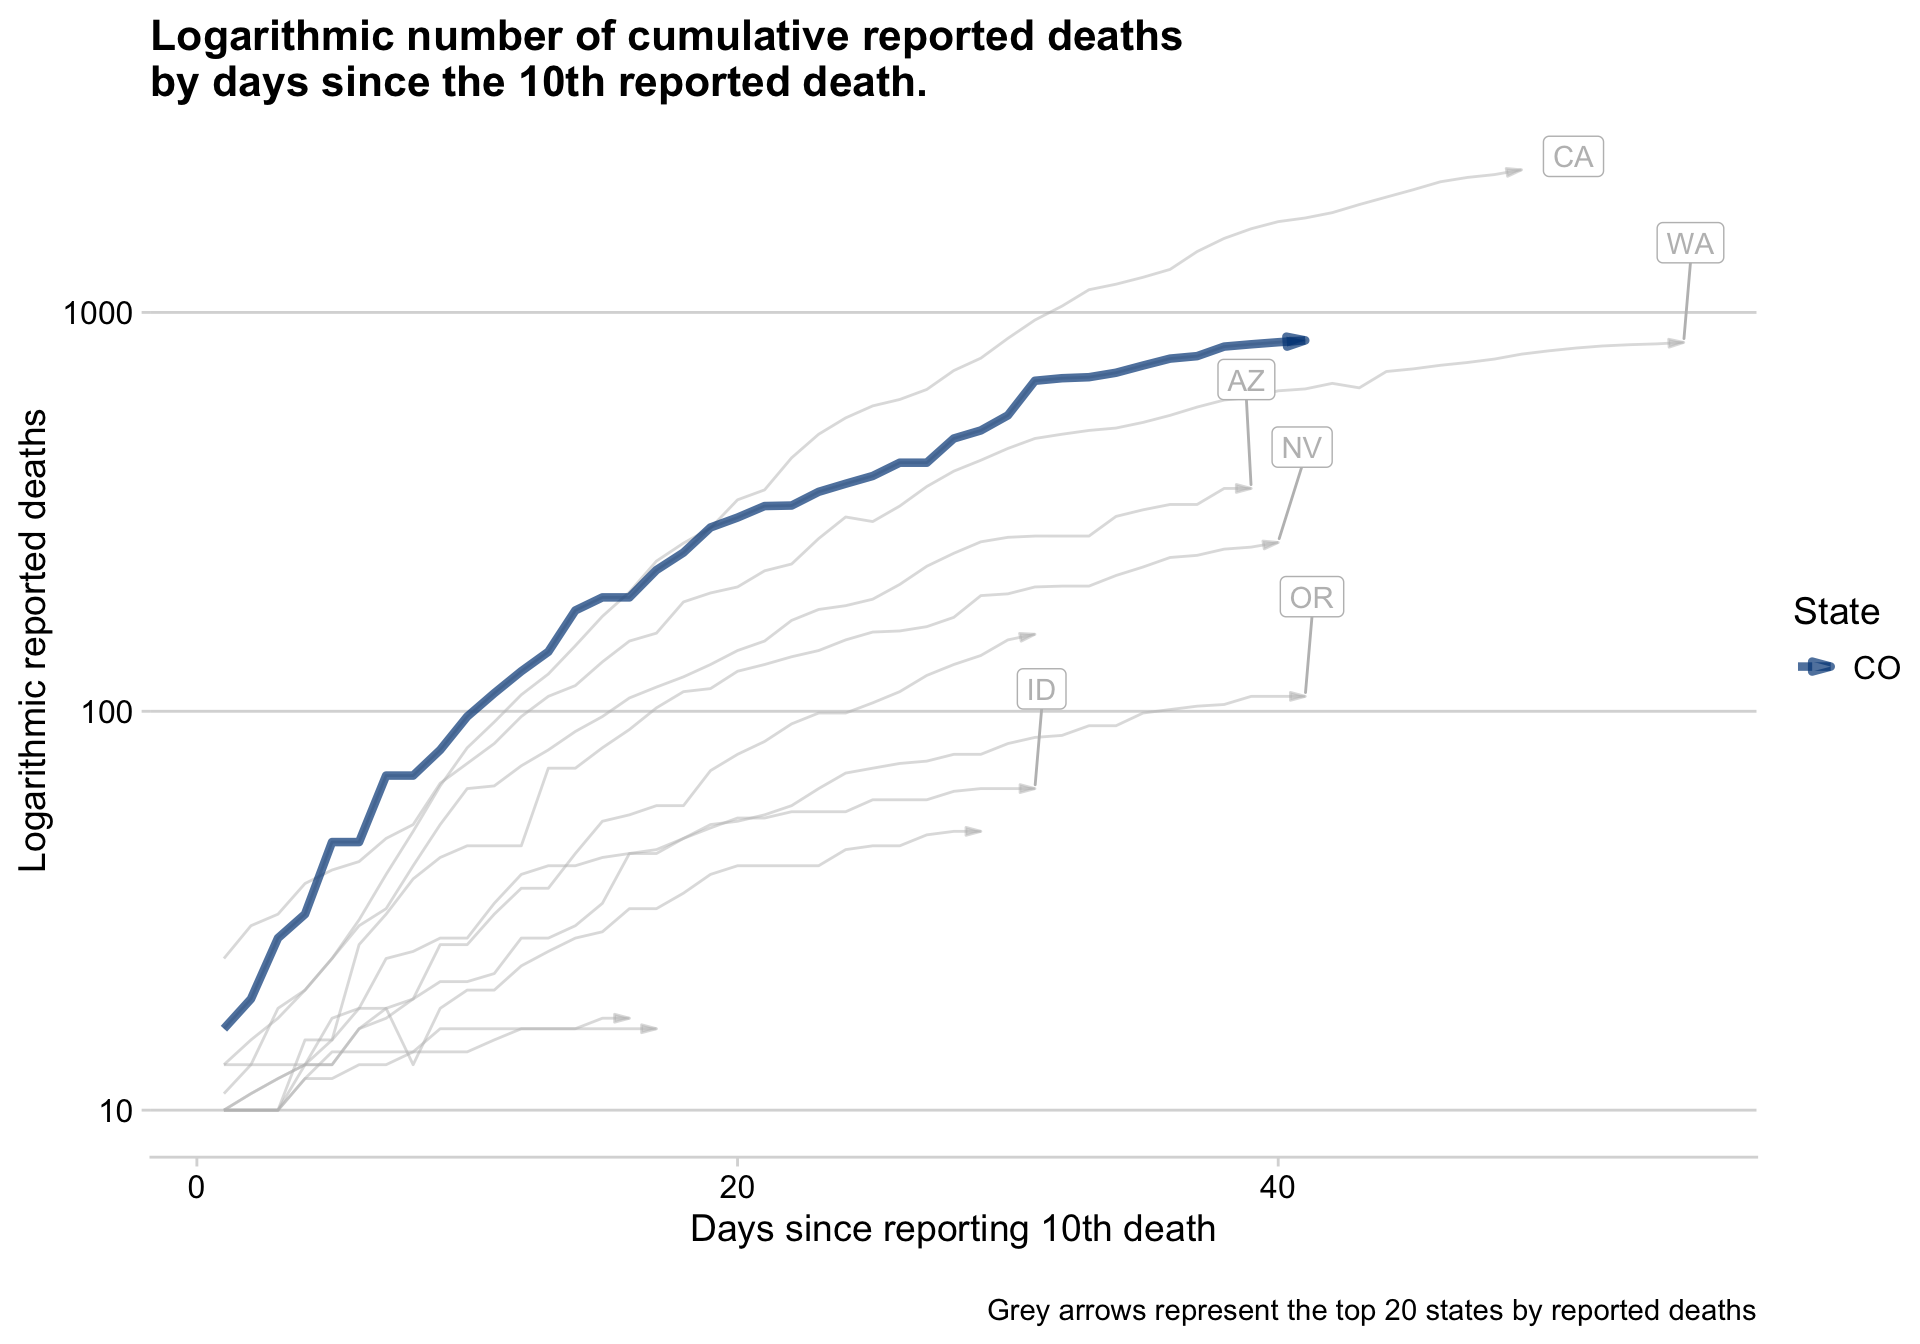 Logarithmic number of cumulative reported deaths
by days since the 10th reported death.
CA
WA
1000
AZ
NV
OR
ID
100
10
Logarithmic reported deaths
State
CO
0 20 40
Days since reporting 10th death
Grey arrows represent the top 20 states by reported deaths